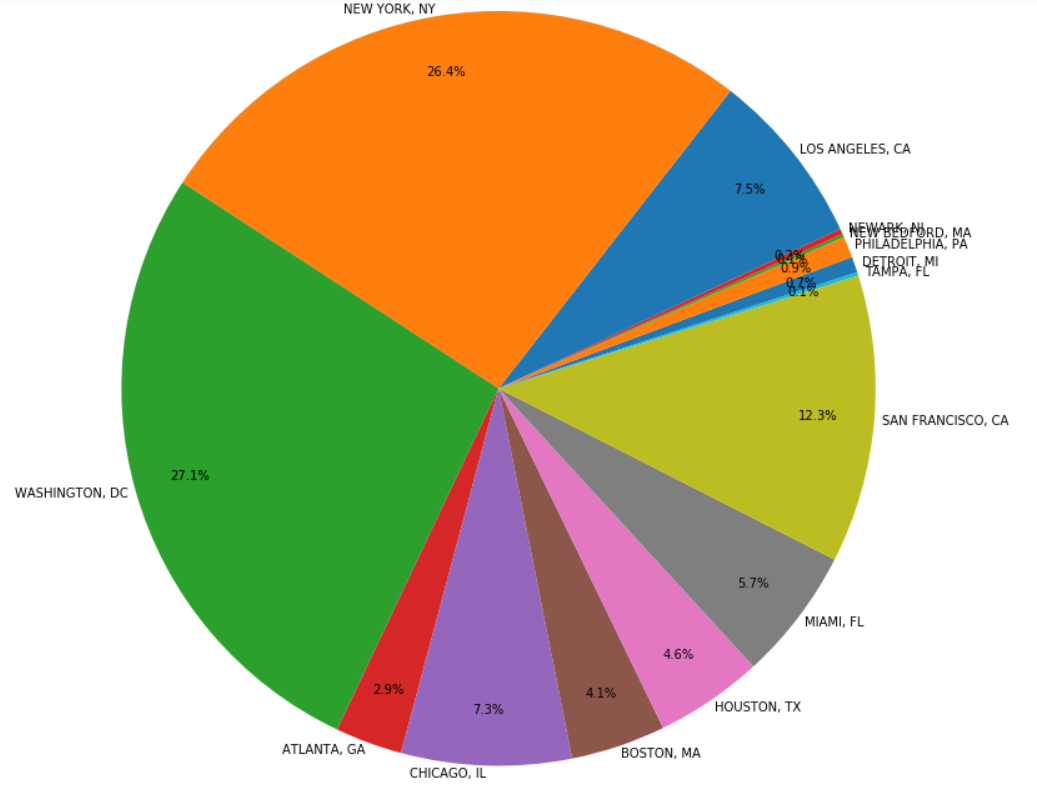 NEW YORK, NY
26.4%
LOS ANGELES, CA
7.5%
NEWARK, NJ
NEW BEDFORD, MA
PHILADELPHIA, PA
0.9%
DETROIT, MI
0.7%
TAMPA, FL
0.1%
12.3%
SAN FRANCISCO, CA
27.1%
WASHINGTON, DC
5.7%
MIAMI, FL
4.6%
HOUSTON, TX
2.9%
4.1%
7.3%
ATLANTA, GA
BOSTON, MA
CHICAGO, IL